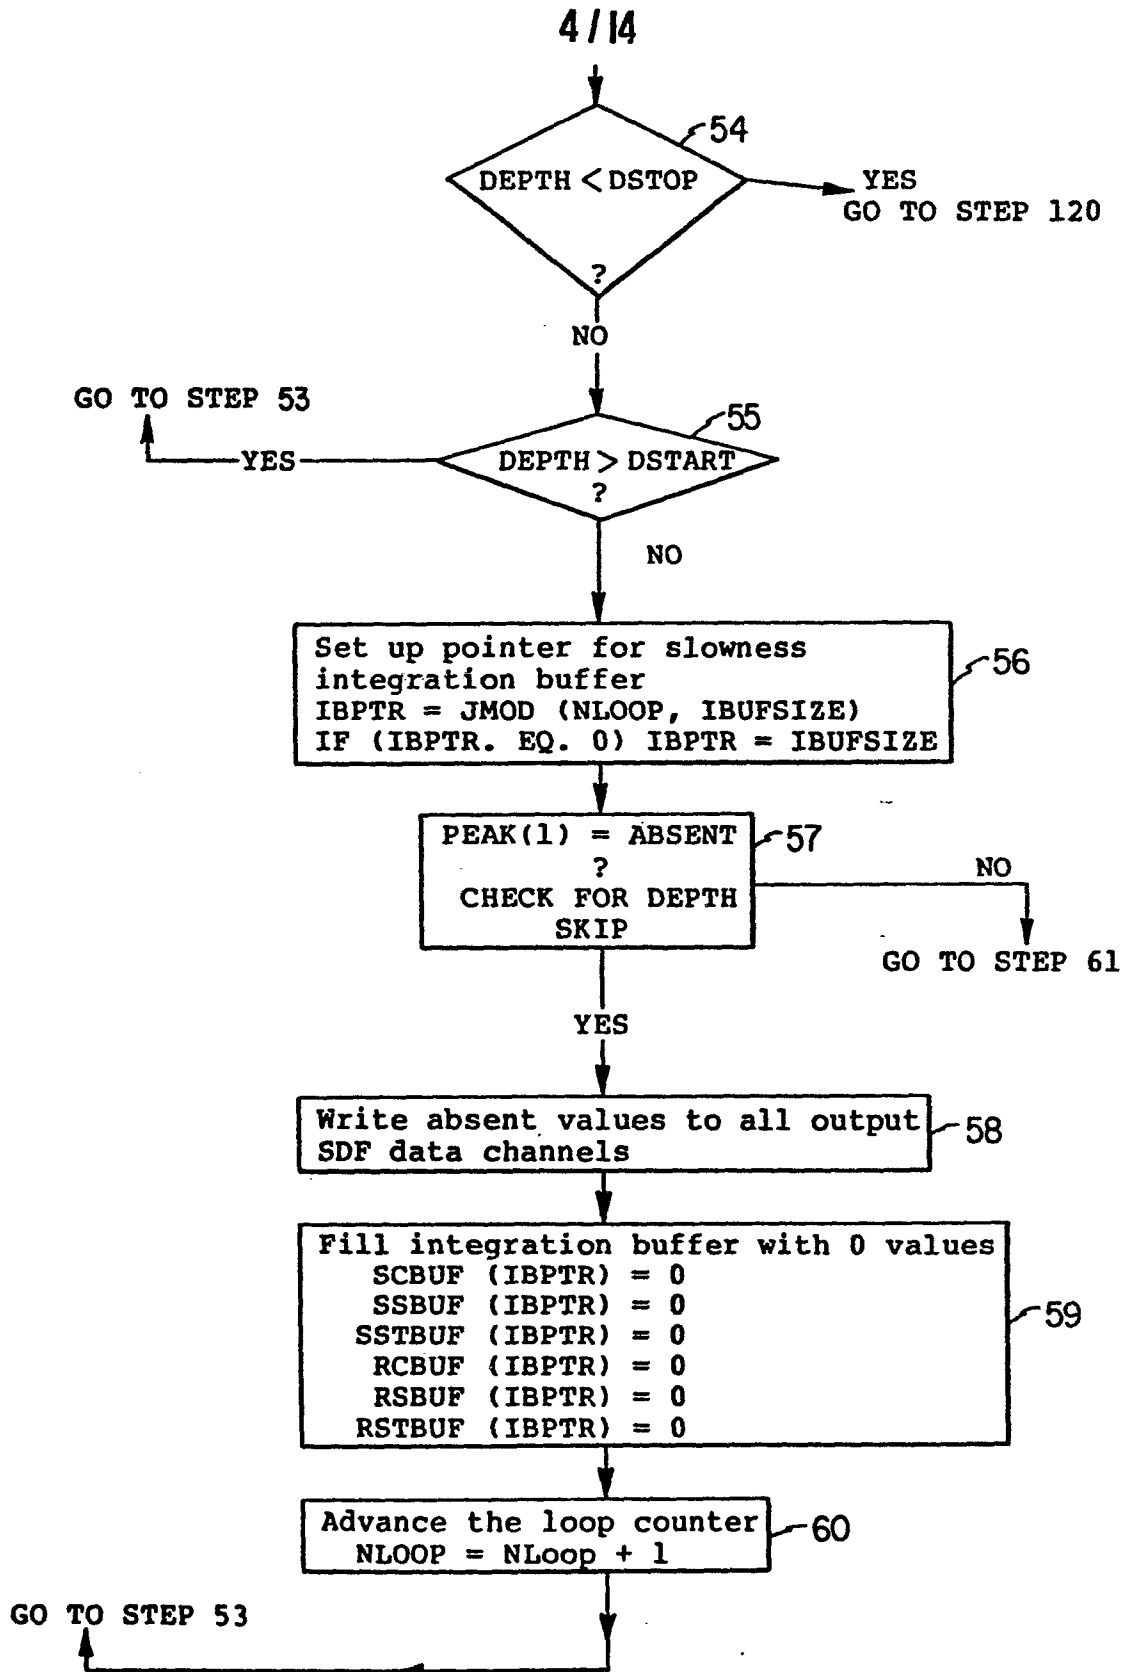 4/14
54
DEPTH < DSTOP
?
YES
GO TO STEP 120
NO
GO TO STEP 53
55
YES
DEPTH > DSTART
?
NO
Set up pointer for slowness
integration buffer
IBPTR = JMOD (NLOOP, IBUFSIZE)
IF (IBPTR. EQ. 0) IBPTR = IBUFSIZE
56
PEAK(1) = ABSENT
?
CHECK FOR DEPTH
SKIP
57
NO
GO TO STEP 61
YES
Write absent values to all output
SDF data channels
58
Fill integration buffer with 0 values
SCBUF (IBPTR) = 0
SSBUF (IBPTR) = 0
SSTBUF (IBPTR) = 0
RCBUF (IBPTR) = 0
RSBUF (IBPTR) = 0
RSTBUF (IBPTR) = 0
59
Advance the loop counter
NLOOP = NLoop + 1
60
GO TO STEP 53